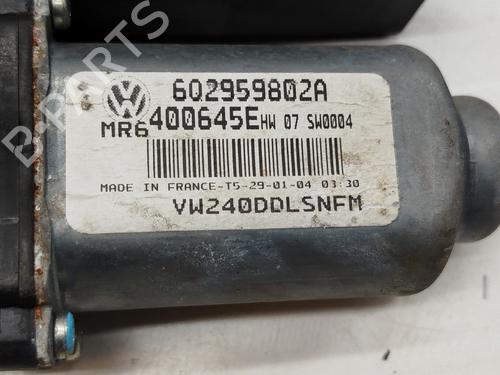 6Q2959802A
MR6400645E HW 07 SW0004
MADE IN FRANCE-T5-29-01-04 03:30
VW240DDLSNFM
B-PARTS